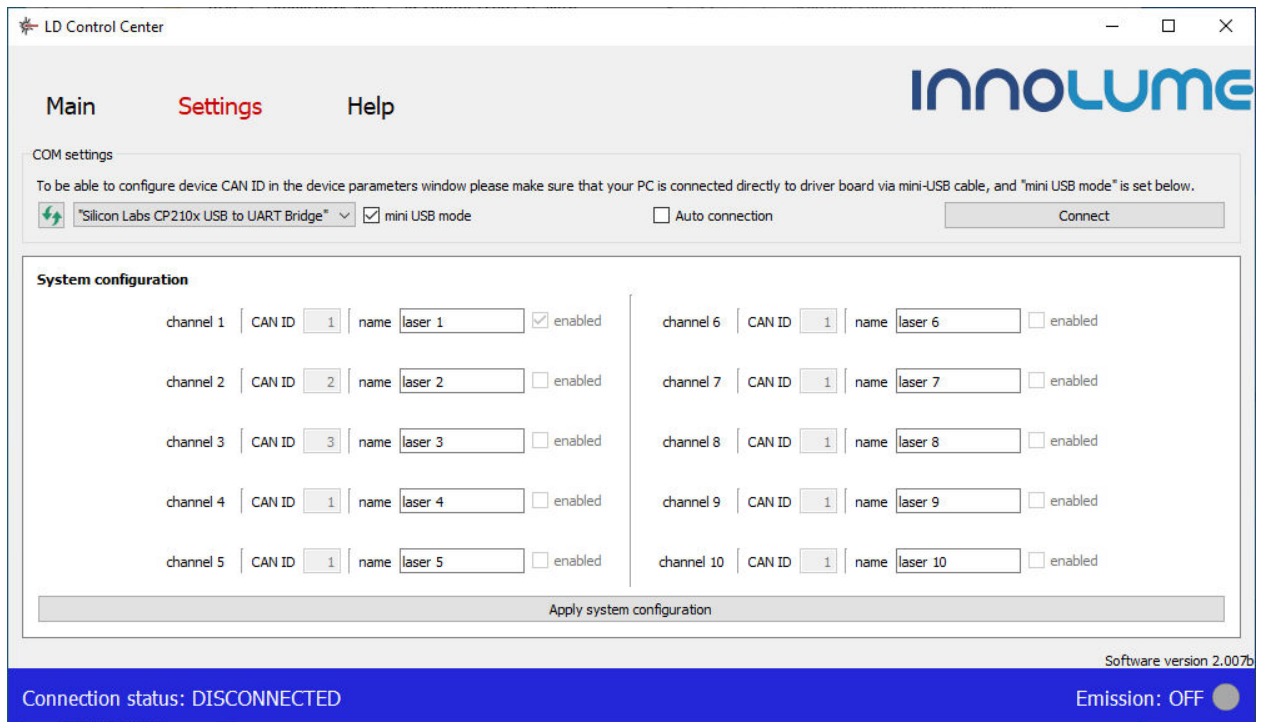 LD Control Center
INNOLUME
Main Settings Help
COM settings
To be able to configure device CAN ID in the device parameters window please make sure that your PC is connected directly to driver board via mini-USB cable, and "mini USB mode" is set below.
"Silicon Labs CP210x USB to UART Bridge" mini USB mode Auto connection Connect
System configuration
channel 1 CAN ID 1 name laser 1 enabled channel 6 CAN ID 1 name laser 6 enabled
channel 2 CAN ID 2 name laser 2 enabled channel 7 CAN ID 1 name laser 7 enabled
channel 3 CAN ID 3 name laser 3 enabled channel 8 CAN ID 1 name laser 8 enabled
channel 4 CAN ID 1 name laser 4 enabled channel 9 CAN ID 1 name laser 9 enabled
channel 5 CAN ID 1 name laser 5 enabled channel 10 CAN ID 1 name laser 10 enabled
Apply system configuration
Software version 2.007b
Connection status: DISCONNECTED Emission: OFF